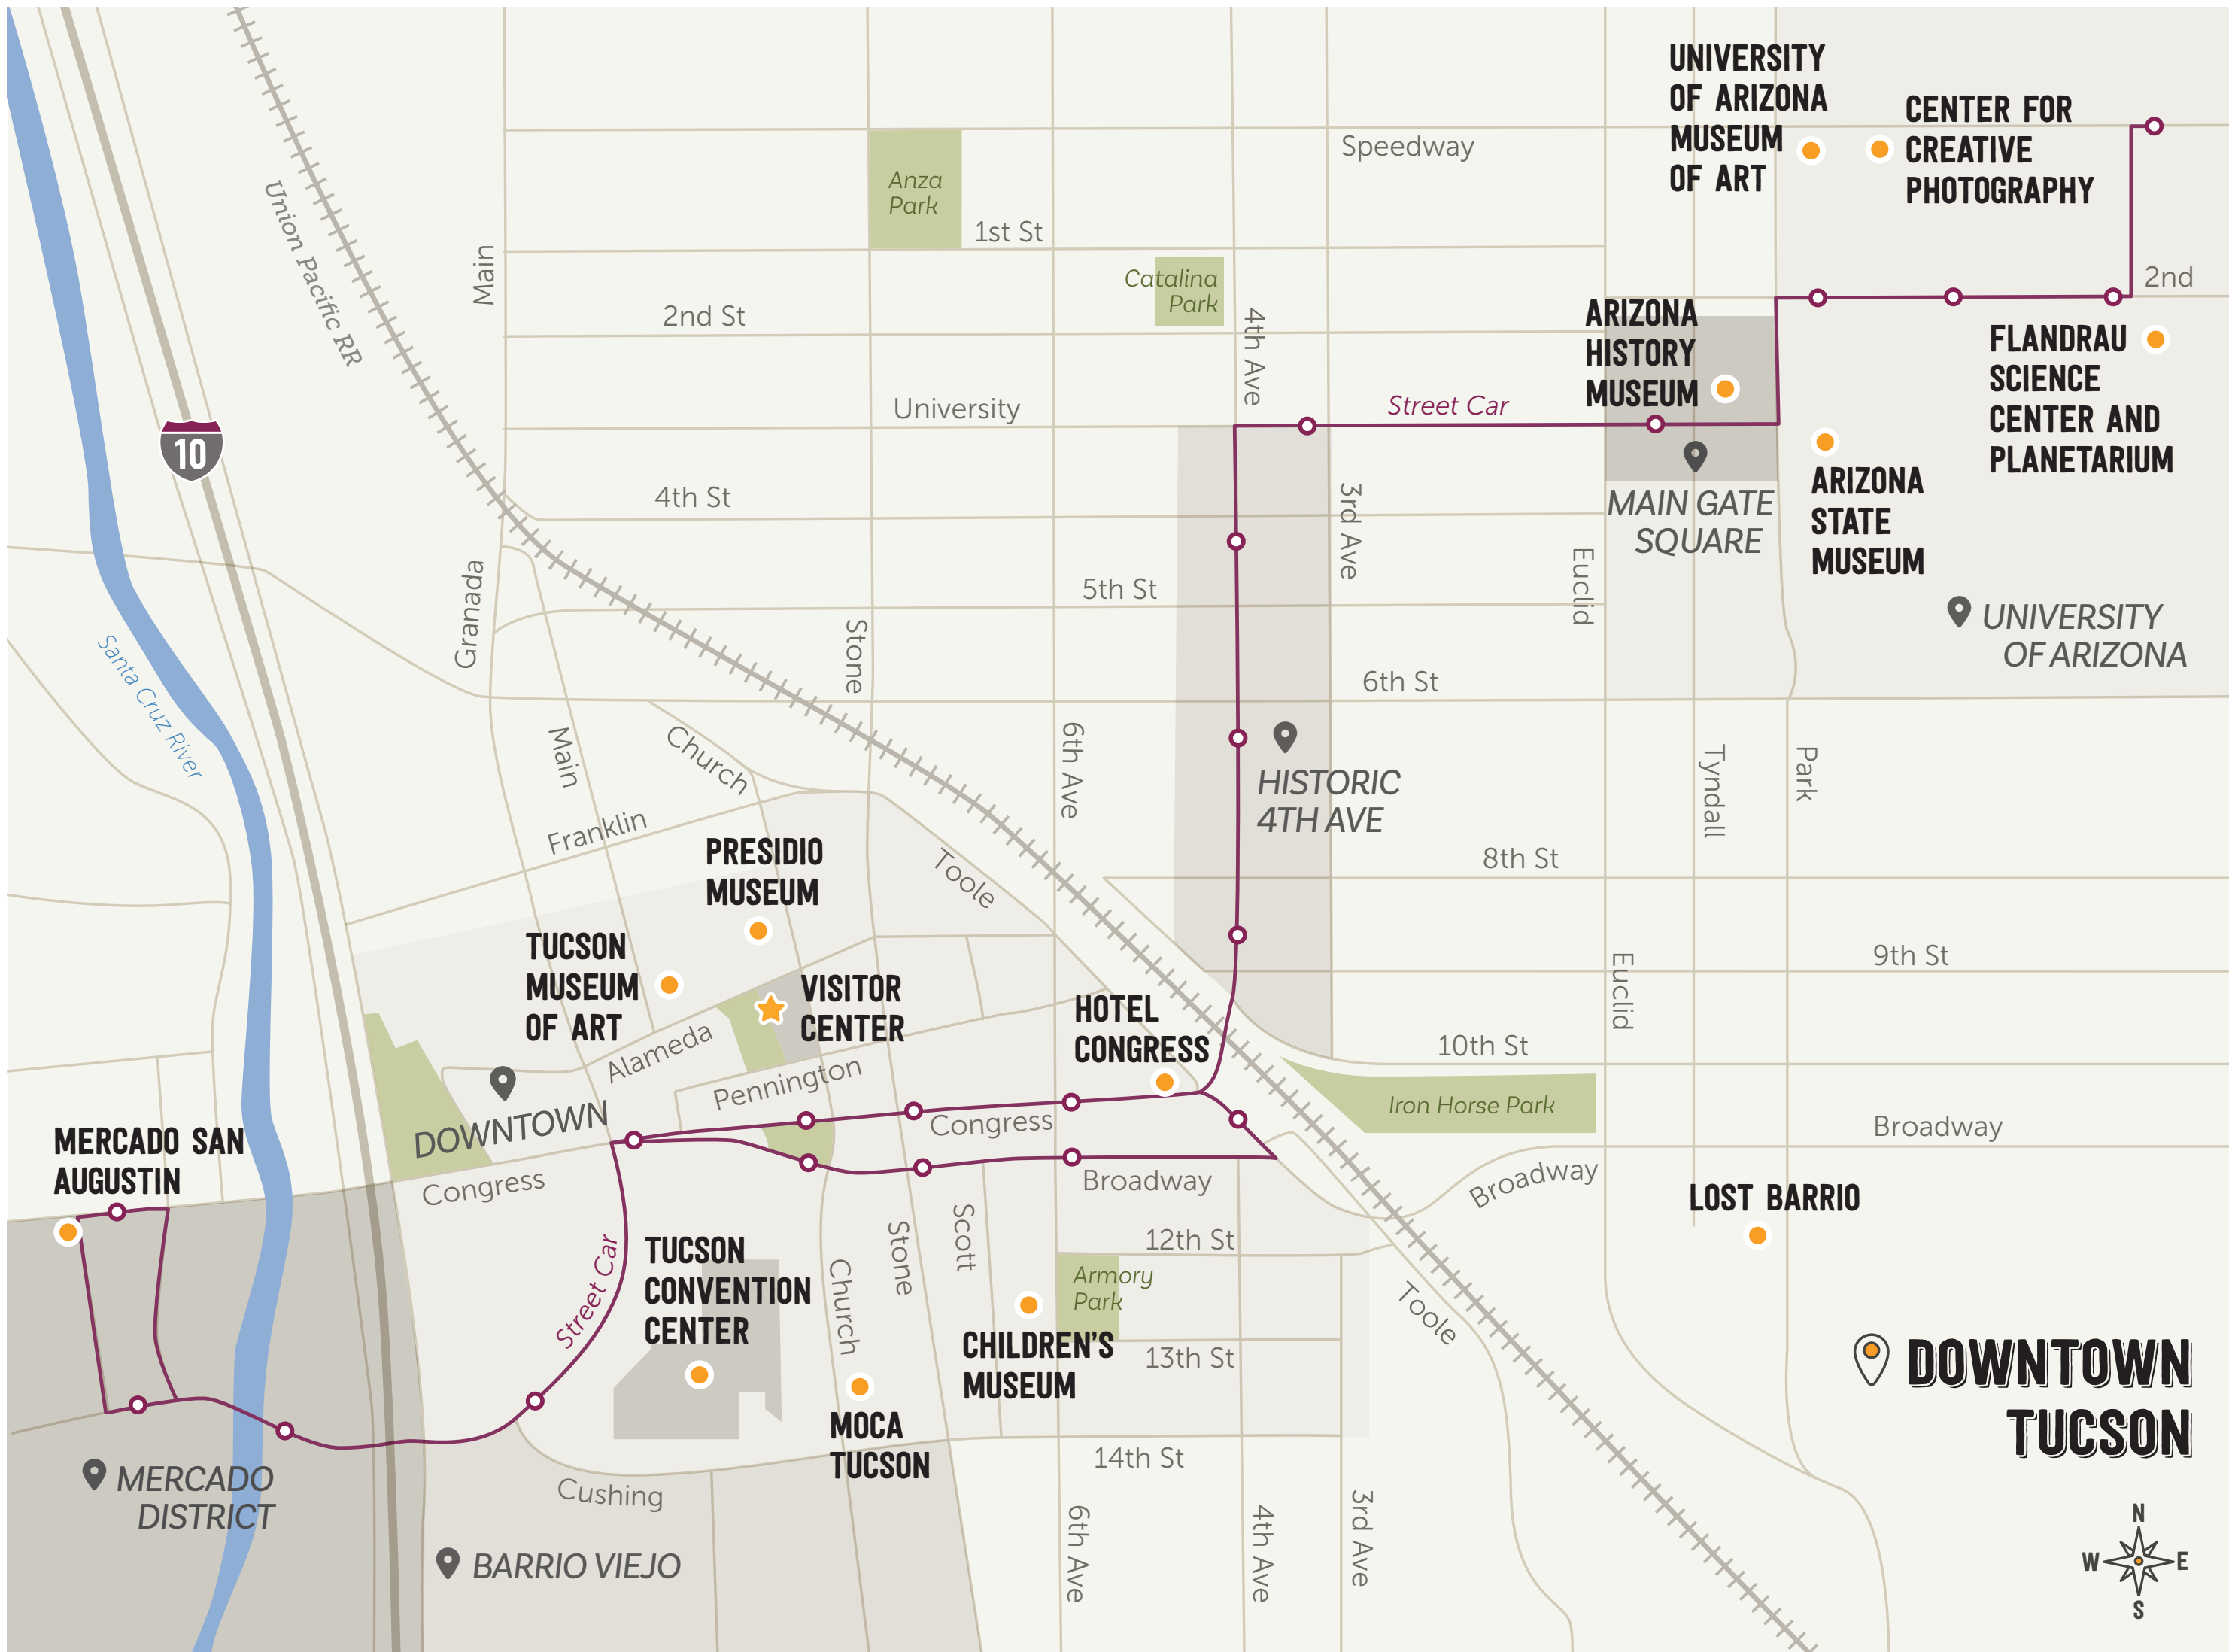 UNIVERSITY
OF ARIZONA
MUSEUM
OF ART
CENTER FOR
CREATIVE
PHOTOGRAPHY
Speedway
Anza
Park
1st St
Union Pacific RR
Main
Catalina
Park
2nd St
2nd
4th Ave
ARIZONA
HISTORY
MUSEUM
FLANDRAU
SCIENCE
CENTER AND
PLANETARIUM
University
Street Car
10
4th St
3rd Ave
MAIN GATE
SQUARE
ARIZONA
STATE
MUSEUM
Granada
5th St
Euclid
Stone
UNIVERSITY
OF ARIZONA
Santa Cruz River
6th St
Main
Church
6th Ave
HISTORIC
4TH AVE
Tyndall
Park
Franklin
PRESIDIO
MUSEUM
Toole
8th St
TUCSON
MUSEUM
OF ART
VISITOR
CENTER
9th St
Euclid
HOTEL
CONGRESS
Alameda
Pennington
10th St
DOWNTOWN
Congress
Iron Horse Park
Broadway
MERCADO SAN
AUGUSTIN
Congress
Broadway
Broadway
LOST BARRIO
Street Car
TUCSON
CONVENTION
CENTER
Church
Stone
Scott
12th St
Armory
Park
Toole
CHILDREN'S
MUSEUM
13th St
DOWNTOWN
TUCSON
MOCA
TUCSON
14th St
MERCADO
DISTRICT
Cushing
6th Ave
4th Ave
3rd Ave
BARRIO VIEJO
N
W
E
S